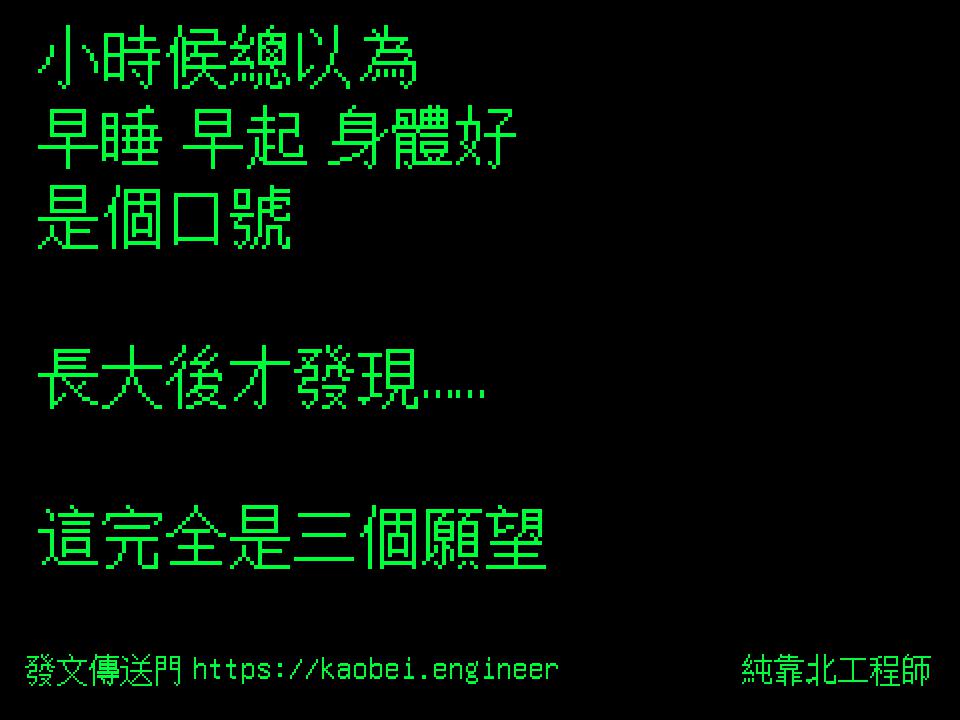 小時候總以為
早睡 早起 身體好
是個口號
長大後才發現……
這完全是三個願望
發文傳送門 https://kaobei.engineer
純靠北工程師